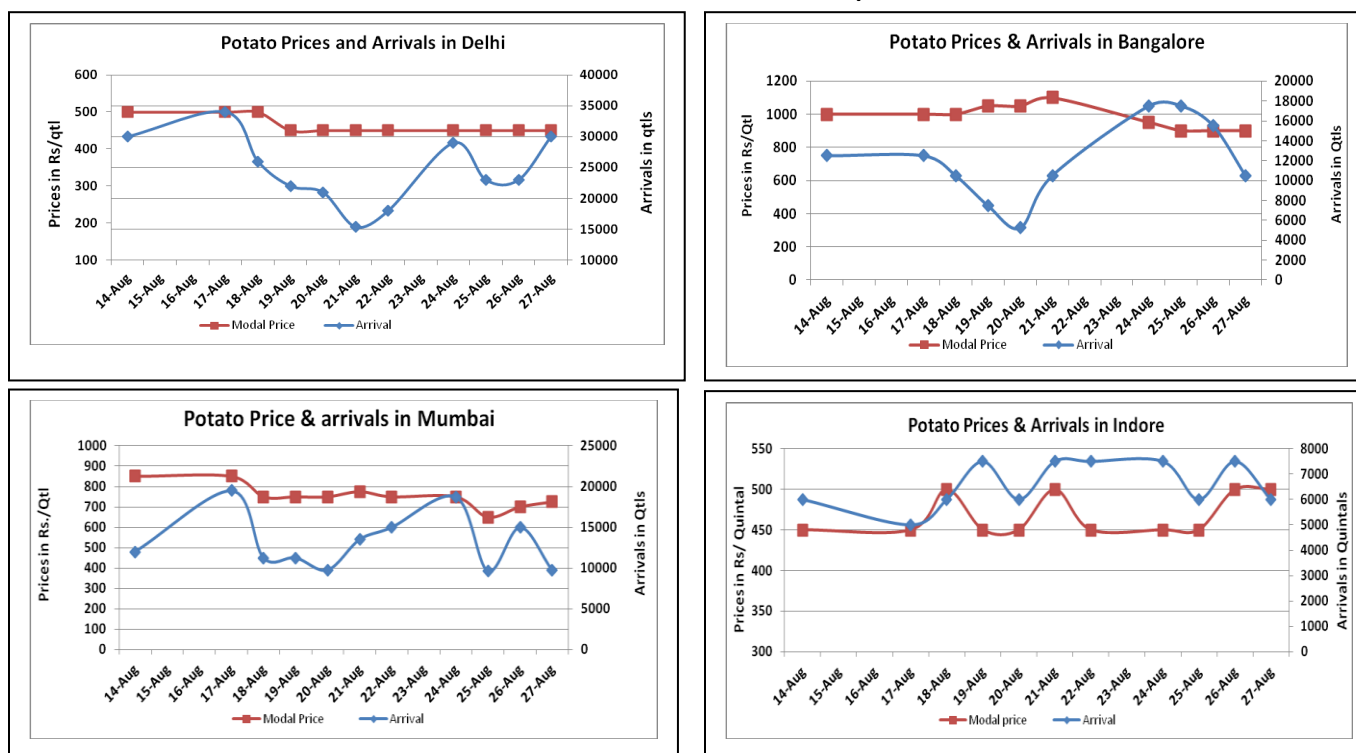 Potato Prices and Arrivals in Delhi
Prices in Rs/qtl
600
500
400
300
200
100
40000
35000
30000
25000
20000
15000
10000
Arrivals in qtls
14-Aug
15-Aug
16-Aug
17-Aug
18-Aug
19-Aug
20-Aug
21-Aug
22-Aug
23-Aug
24-Aug
25-Aug
26-Aug
27-Aug
Modal Price Arrival
Potato Prices & Arrivals in Bangalore
Prices in Rs/Qtl
1200
1000
800
600
400
200
0
20000
18000
16000
14000
12000
10000
8000
6000
4000
2000
0
Arrivals in Qtls
14-Aug
15-Aug
16-Aug
17-Aug
18-Aug
19-Aug
20-Aug
21-Aug
22-Aug
23-Aug
24-Aug
25-Aug
26-Aug
27-Aug
Modal Price Arrival
Potato Price & arrivals in Mumbai
Prices in Rs./Qtl
1000
900
800
700
600
500
400
300
200
100
0
25000
20000
15000
10000
5000
0
Arrivals in Qtls
14-Aug
15-Aug
16-Aug
17-Aug
18-Aug
19-Aug
20-Aug
21-Aug
22-Aug
23-Aug
24-Aug
25-Aug
26-Aug
27-Aug
Modal Price Arrival
Potato Prices & Arrivals in Indore
Prices in Rs/ Quintal
550
500
450
400
350
300
8000
7000
6000
5000
4000
3000
2000
1000
0
Arrivals in Quintals
14-Aug
15-Aug
16-Aug
17-Aug
18-Aug
19-Aug
20-Aug
21-Aug
22-Aug
23-Aug
24-Aug
25-Aug
26-Aug
27-Aug
Modal price Arrival